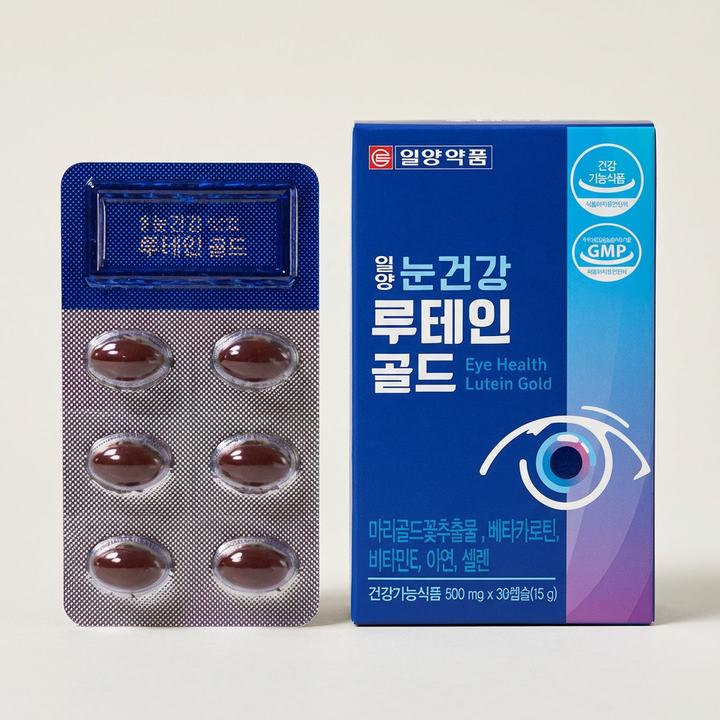 눈건강
루테인 골드
일양약품
건강
기능식품
GMP
일양 눈건강
루테인
골드
Eye Health
Lutein Gold
마리골드꽃추출물, 베타카로틴,
비타민E, 아연, 셀렌
건강기능식품 500 mg x 30캡슐(15 g)